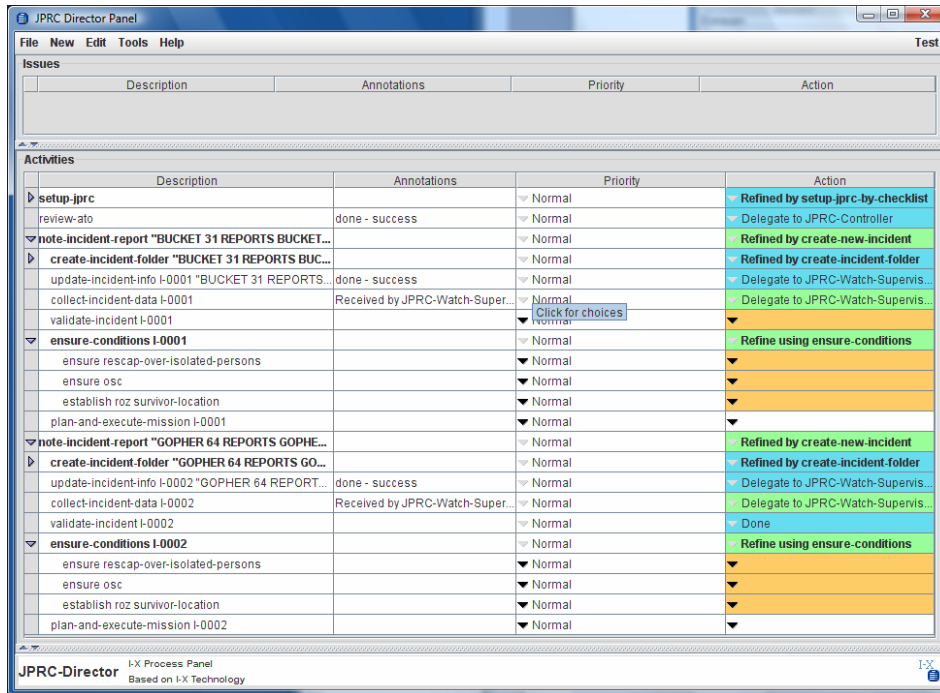 JPRC Director Panel
File New Edit Tools Help Test
Issues
Description Annotations Priority Action
Activities
Description Annotations Priority Action
setup-jprc Normal Refined by setup-jprc-by-checklist
review-ato done - success Normal Delegate to JPRC-Controller
note-incident-report "BUCKET 31 REPORTS BUCKET... Normal Refined by create-new-incident
create-incident-folder "BUCKET 31 REPORTS BUC... Normal Refined by create-incident-folder
update-incident-info I-0001 "BUCKET 31 REPORTS... done - success Normal Delegate to JPRC-Watch-Supervis...
collect-incident-data I-0001 Received by JPRC-Watch-Super... Normal Delegate to JPRC-Watch-Supervis...
Click for choices
validate-incident I-0001 Normal
ensure-conditions I-0001 Normal Refine using ensure-conditions
ensure rescap-over-isolated-persons Normal
ensure osc Normal
establish roz survivor-location Normal
plan-and-execute-mission I-0001 Normal
note-incident-report "GOPHER 64 REPORTS GOPHE... Normal Refined by create-new-incident
create-incident-folder "GOPHER 64 REPORTS GO... Normal Refined by create-incident-folder
update-incident-info I-0002 "GOPHER 64 REPORT... done - success Normal Delegate to JPRC-Watch-Supervis...
collect-incident-data I-0002 Received by JPRC-Watch-Super... Normal Delegate to JPRC-Watch-Supervis...
validate-incident I-0002 Normal Done
ensure-conditions I-0002 Normal Refine using ensure-conditions
ensure rescap-over-isolated-persons Normal
ensure osc Normal
establish roz survivor-location Normal
plan-and-execute-mission I-0002 Normal
JPRC-Director I-X Process Panel I-X
Based on I-X Technology